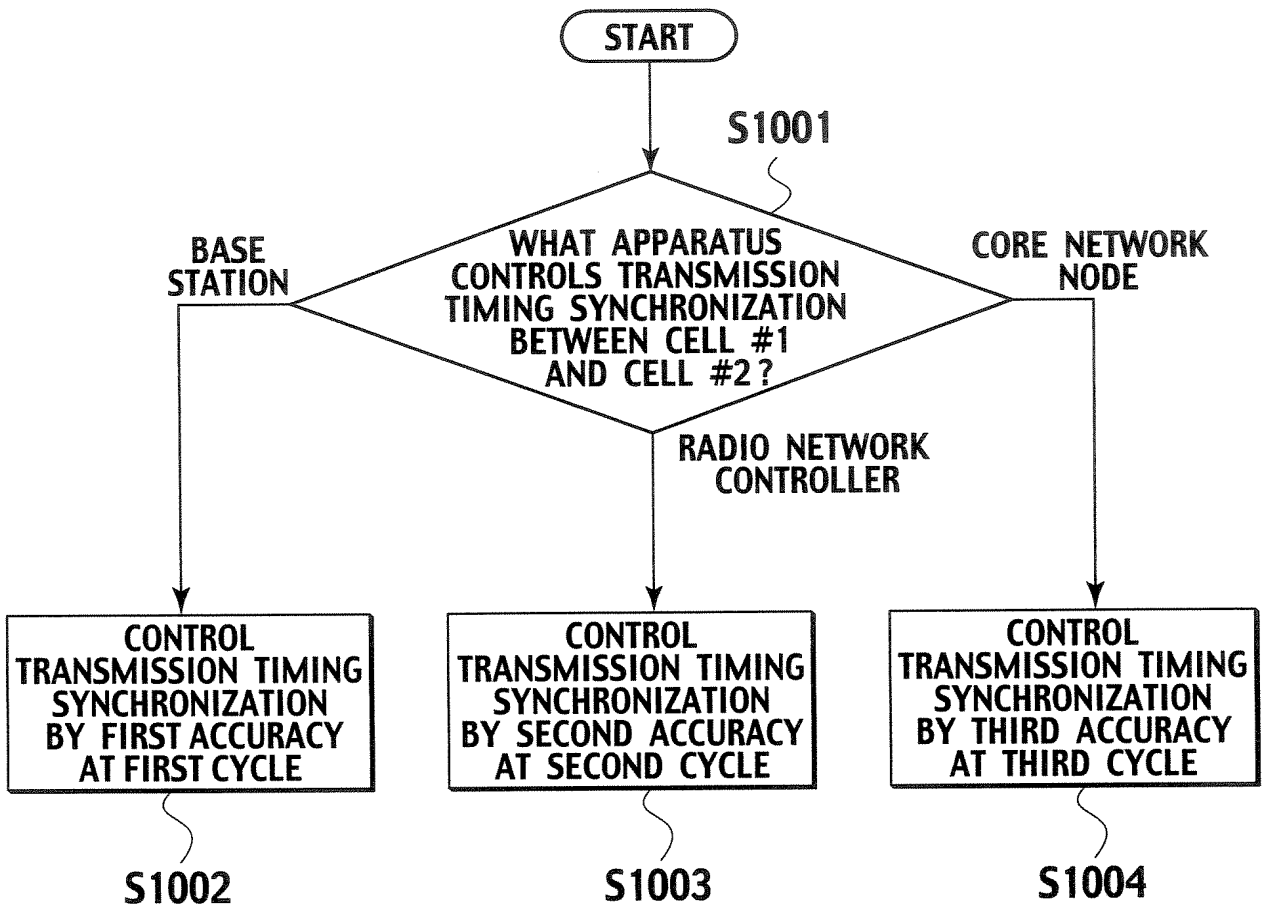 START
S1001
WHAT APPARATUS
CONTROLS TRANSMISSION
TIMING SYNCHRONIZATION
BETWEEN CELL #1
AND CELL #2?
BASE
STATION
CORE NETWORK
NODE
RADIO NETWORK
CONTROLLER
CONTROL
TRANSMISSION TIMING
SYNCHRONIZATION
BY FIRST ACCURACY
AT FIRST CYCLE
CONTROL
TRANSMISSION TIMING
SYNCHRONIZATION
BY SECOND ACCURACY
AT SECOND CYCLE
CONTROL
TRANSMISSION TIMING
SYNCHRONIZATION
BY THIRD ACCURACY
AT THIRD CYCLE
S1002
S1003
S1004